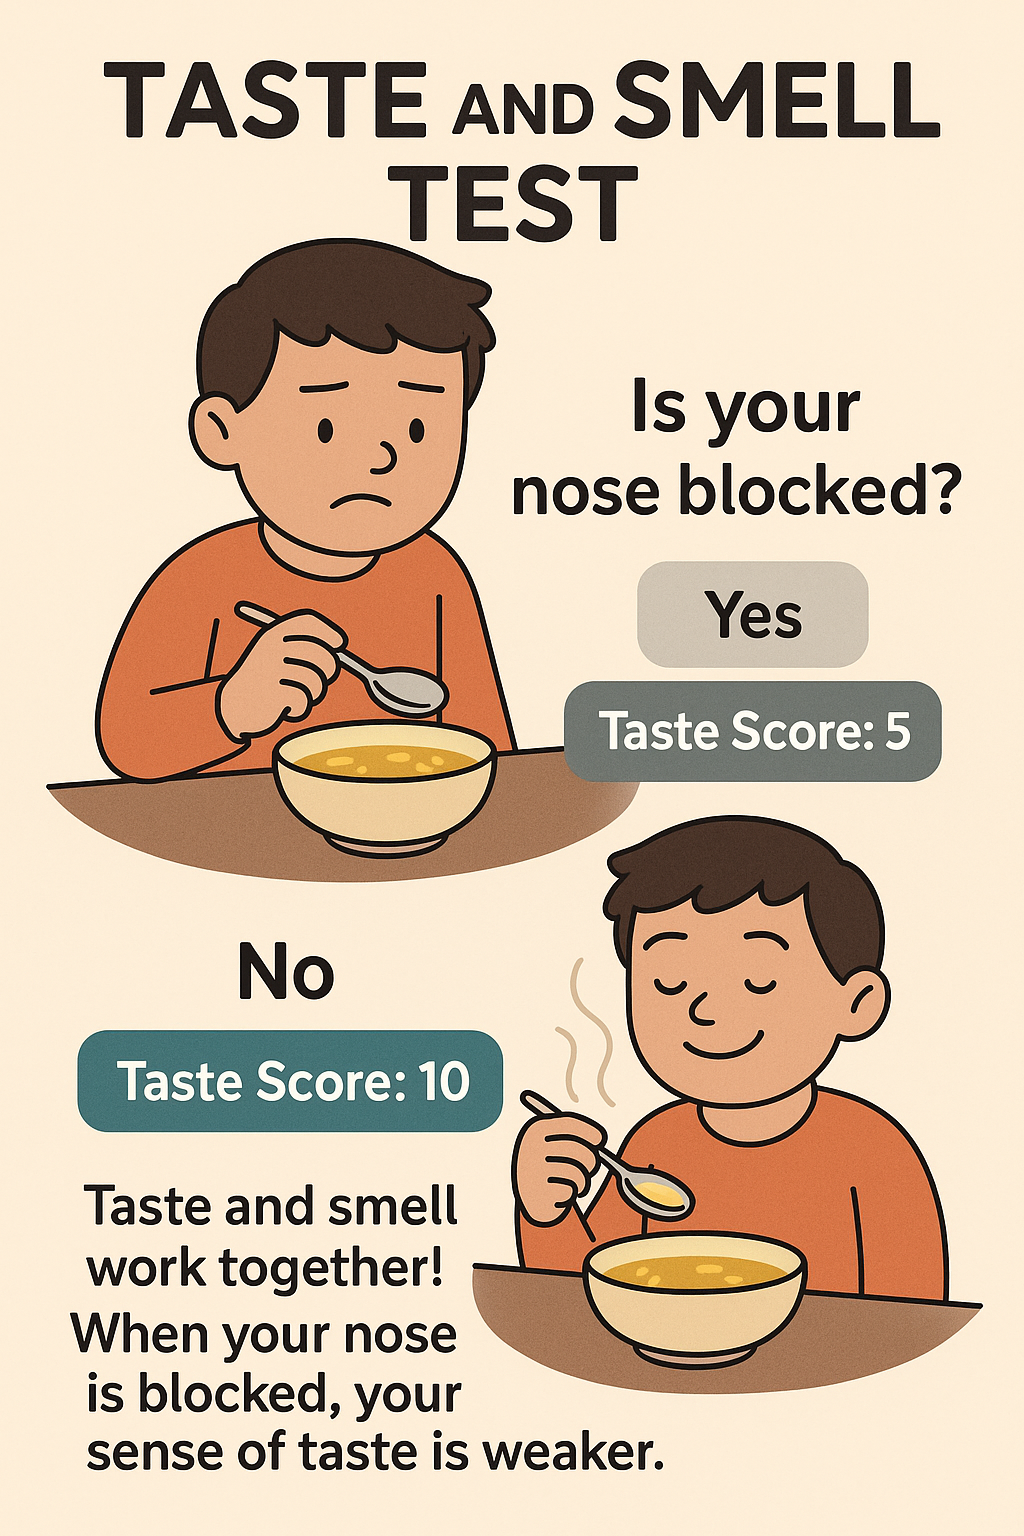 TASTE AND SMELL
TEST
Is your
nose blocked?
Yes
Taste Score: 5
No
Taste Score: 10
Taste and smell
work together!
When your nose
is blocked, your
sense of taste is weaker.